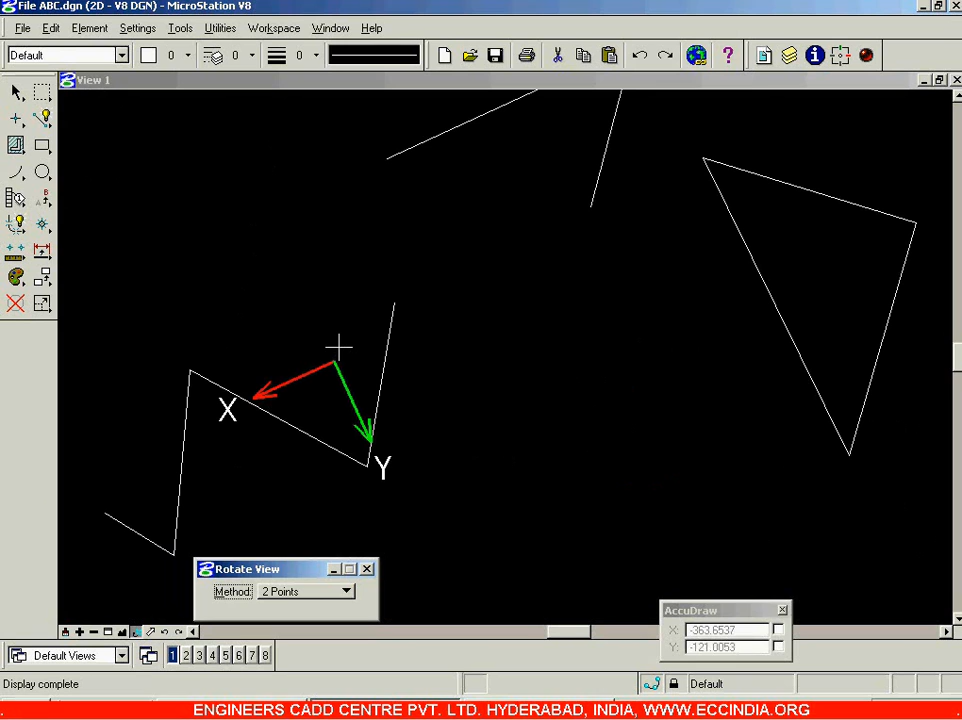 File ABC.dgn (2D - V8 DGN) - MicroStation V8
File Edit Element Settings Tools Utilities Workspace Window Help
Default 0 0 0
View 1
X
Y
Rotate View
Method: 2 Points
AccuDraw
X: -363.6537
Y: -121.0053
Default Views 1 2 3 4 5 6 7 8
Display complete Default
ENGINEERS CADD CENTRE PVT. LTD. HYDERABAD, INDIA, WWW.ECCINDIA.ORG